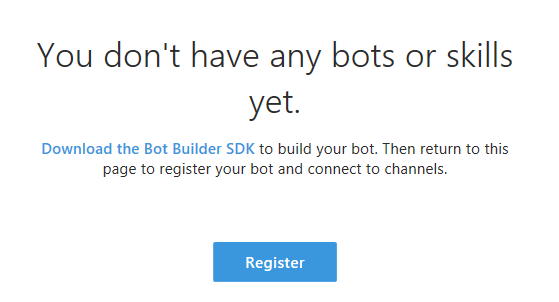 You don't have any bots or skills
yet.
Download the Bot Builder SDK to build your bot. Then return to this
page to register your bot and connect to channels.
Register